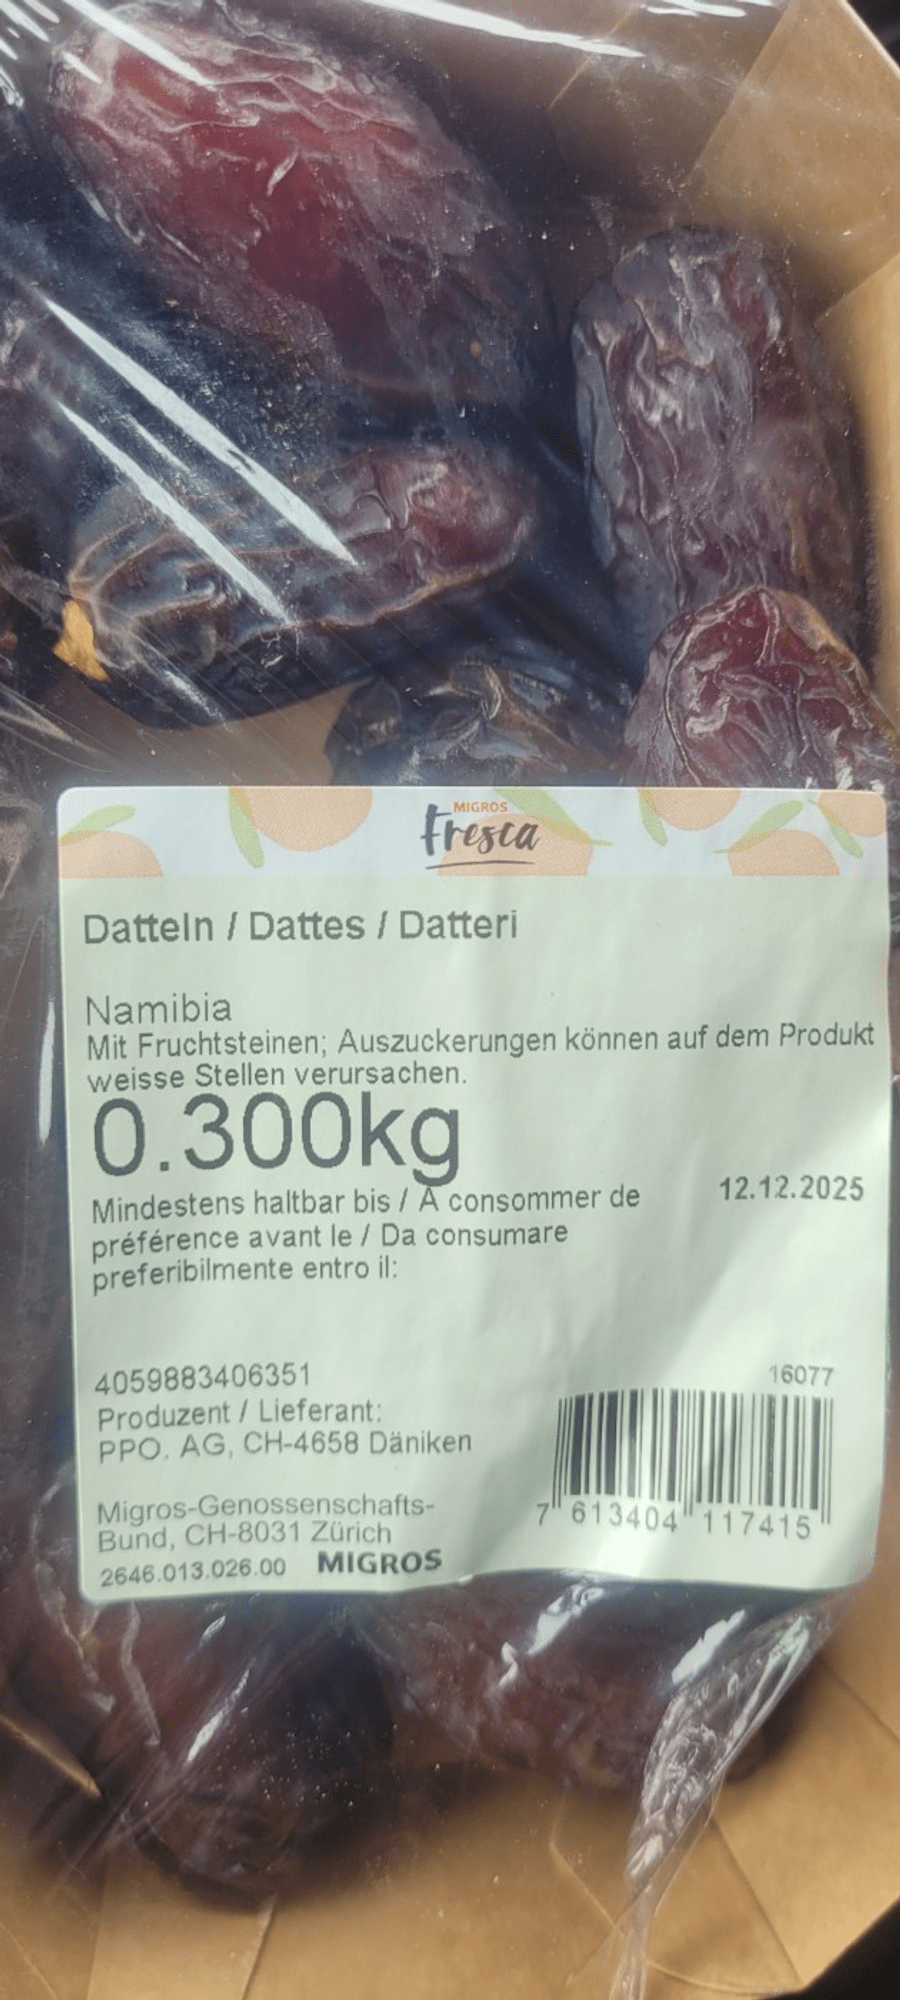 MIGROS
Fresca
Datteln / Dattes / Datteri
Namibia
Mit Fruchtsteinen; Auszuckerungen können auf dem Produkt
weisse Stellen verursachen.
0.300kg
Mindestens haltbar bis / À consommer de
préférence avant le / Da consumare
preferibilmente entro il:
12.12.2025
4059883406351
Produzent / Lieferant:
PPO. AG, CH-4658 Däniken
Migros-Genossenschafts-
Bund, CH-8031 Zürich
2646.013.026.00 MIGROS
16077
7 613404 117415